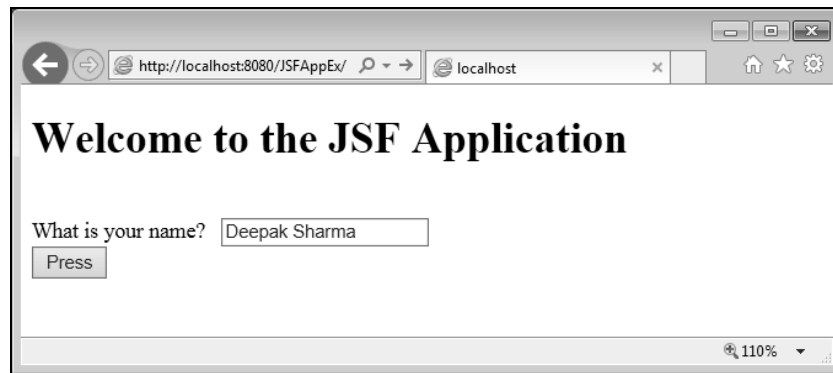 http://localhost:8080/JSFAppEx/
localhost
Welcome to the JSF Application
What is your name? Deepak Sharma
Press
110%